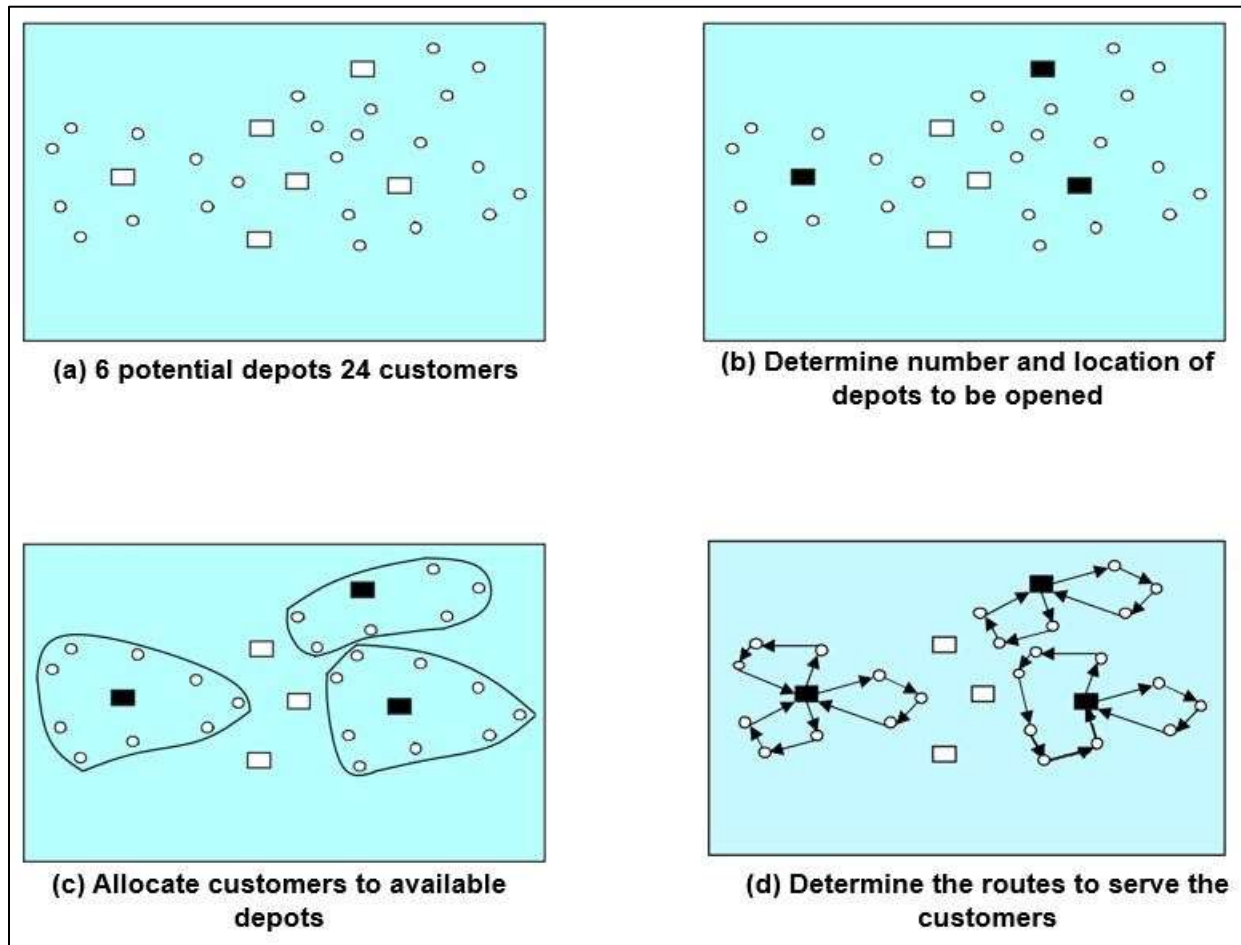 (a) 6 potential depots 24 customers
(b) Determine number and location of
depots to be opened
(c) Allocate customers to available
depots
(d) Determine the routes to serve the
customers